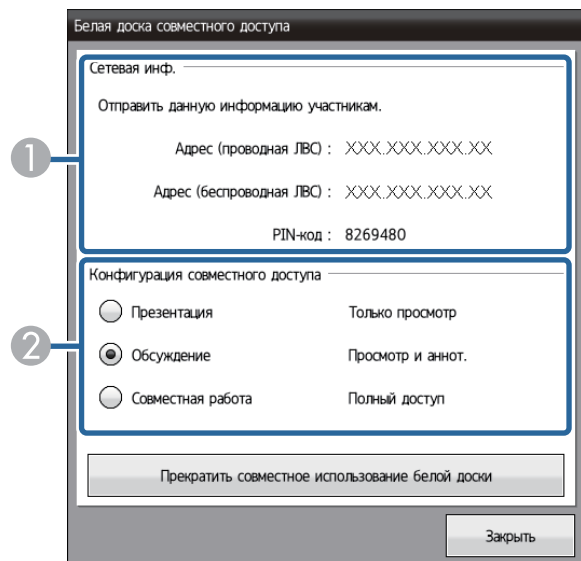 Белая доска совместного доступа
Сетевая инф.
Отправить данную информацию участникам.
1
Адрес (проводная ЛВС) : XXX.XXX.XXX.XX
Адрес (беспроводная ЛВС) : XXX.XXX.XXX.XX
PIN-код : 8269480
Конфигурация совместного доступа
Презентация Только просмотр
2
Обсуждение Просмотр и аннот.
Совместная работа Полный доступ
Прекратить совместное использование белой доски
Закрыть